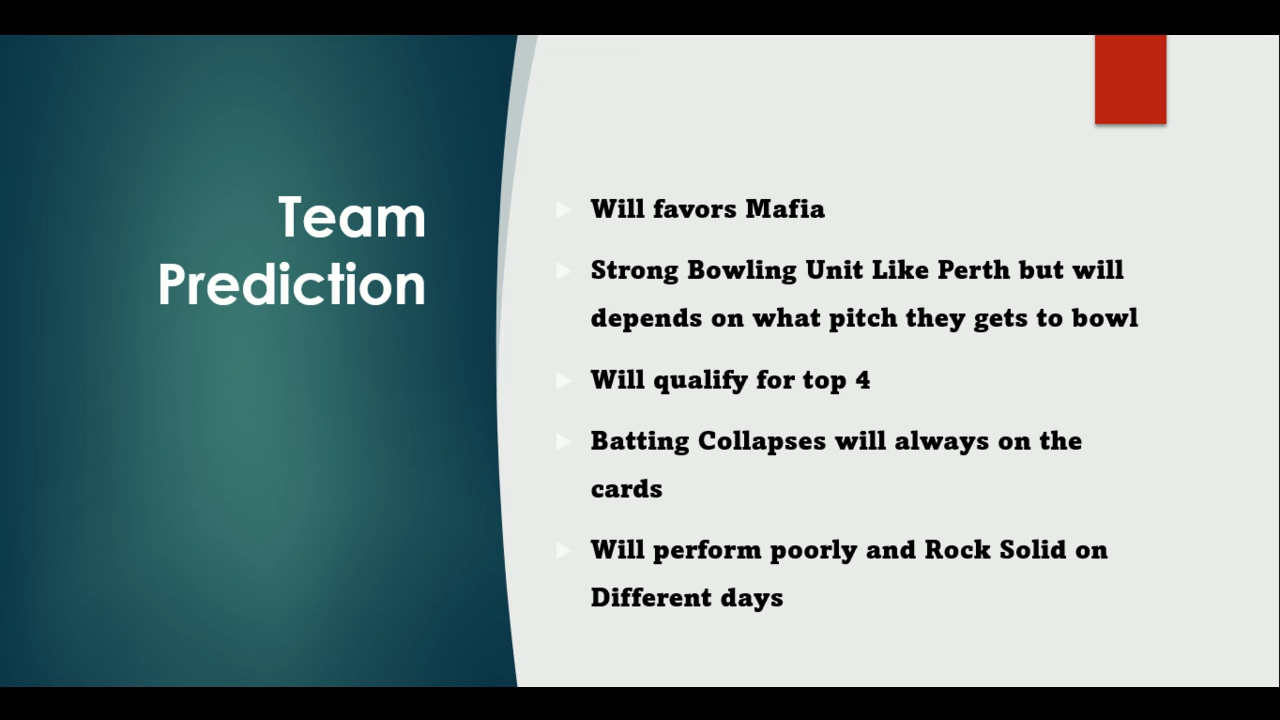 Team
Prediction
Will favors Mafia
Strong Bowling Unit Like Perth but will
depends on what pitch they gets to bowl
Will qualify for top 4
Batting Collapses will always on the
cards
Will perform poorly and Rock Solid on
Different days